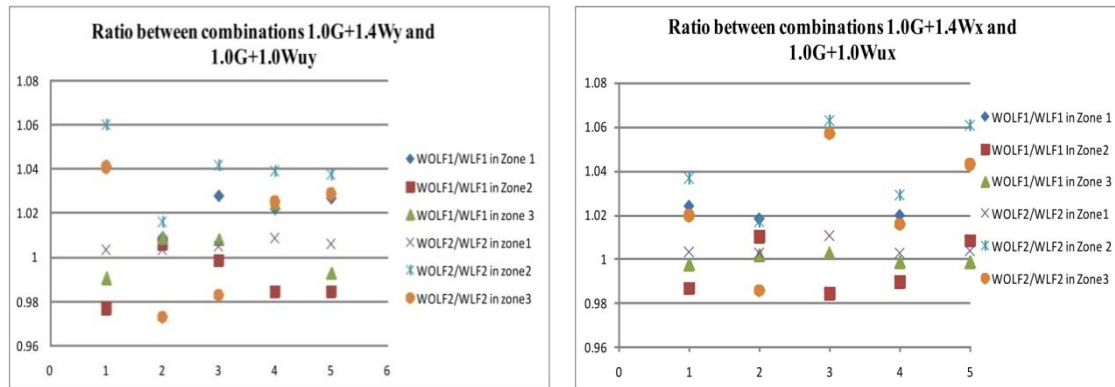 Ratio between combinations 1.0G+1.4Wy and
1.0G+1.0Wuy
1.08
1.06
1.04
1.02
1
0.98
0.96
0 1 2 3 4 5 6
WOLF1/WLF1 in Zone 1
WOLF1/WLF1 in Zone2
WOLF1/WLF1 in zone 3
WOLF2/WLF2 in zone1
WOLF2/WLF2 in zone2
WOLF2/WLF2 in zone3
Ratio between combinations 1.0G+1.4Wx and
1.0G+1.0Wux
1.08
1.06
1.04
1.02
1
0.98
0.96
0 1 2 3 4 5
WOLF1/WLF1 in Zone 1
WOLF1/WLF1 In Zone2
WOLF1/WLF1 in Zone 3
WOLF2/WLF2 in Zone1
WOLF2/WLF2 in Zone 2
WOLF2/WLF2 in Zone3